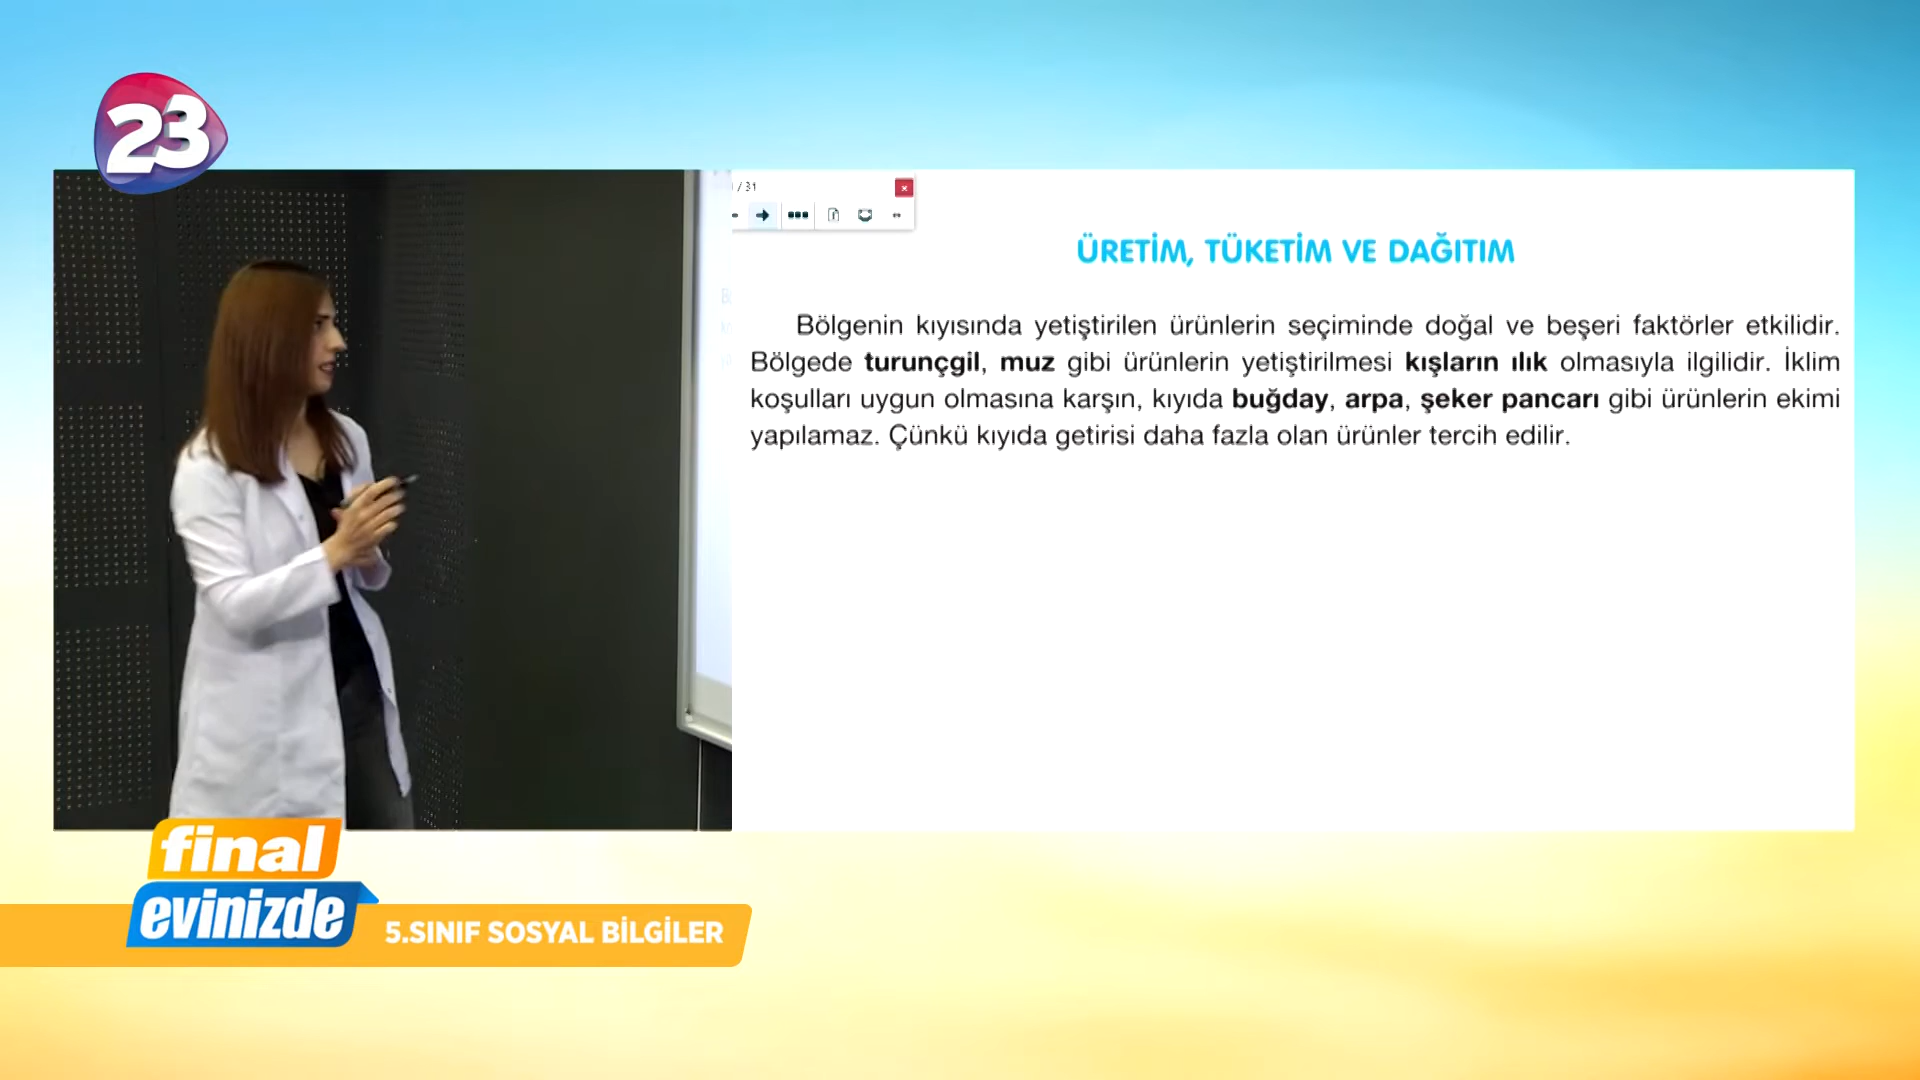 23
/ 31
ÜRETİM, TÜKETİM VE DAĞITIM
Bölgenin kıyısında yetiştirilen ürünlerin seçiminde doğal ve beşeri faktörler etkilidir.
Bölgede turunçgil, muz gibi ürünlerin yetiştirilmesi kışların ılık olmasıyla ilgilidir. İklim
koşulları uygun olmasına karşın, kıyıda buğday, arpa, şeker pancarı gibi ürünlerin ekimi
yapılamaz. Çünkü kıyıda getirisi daha fazla olan ürünler tercih edilir.
final
evinizde
5.SINIF SOSYAL BİLGİLER